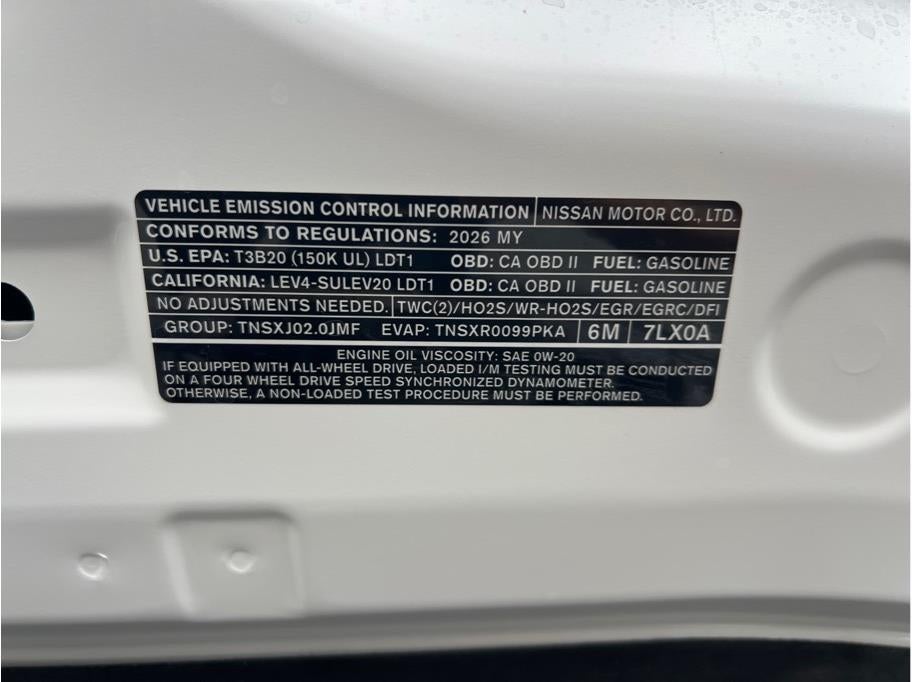 VEHICLE EMISSION CONTROL INFORMATION NISSAN MOTOR CO., LTD.
CONFORMS TO REGULATIONS: 2026 MY
U.S. EPA: T3B20 (150K UL) LDT1 OBD: CA OBD II FUEL: GASOLINE
CALIFORNIA: LEV4-SULEV20 LDT1 OBD: CA OBD II FUEL: GASOLINE
NO ADJUSTMENTS NEEDED. TWC(2)/HO2S/WR-HO2S/EGR/EGRC/DFI
GROUP: TNSXJ02.0JMF EVAP: TNSXR0099PKA 6M 7LX0A
ENGINE OIL VISCOSITY: SAE 0W-20
IF EQUIPPED WITH ALL-WHEEL DRIVE, LOADED I/M TESTING MUST BE CONDUCTED
ON A FOUR WHEEL DRIVE SPEED SYNCHRONIZED DYNAMOMETER.
OTHERWISE, A NON-LOADED TEST PROCEDURE MUST BE PERFORMED.